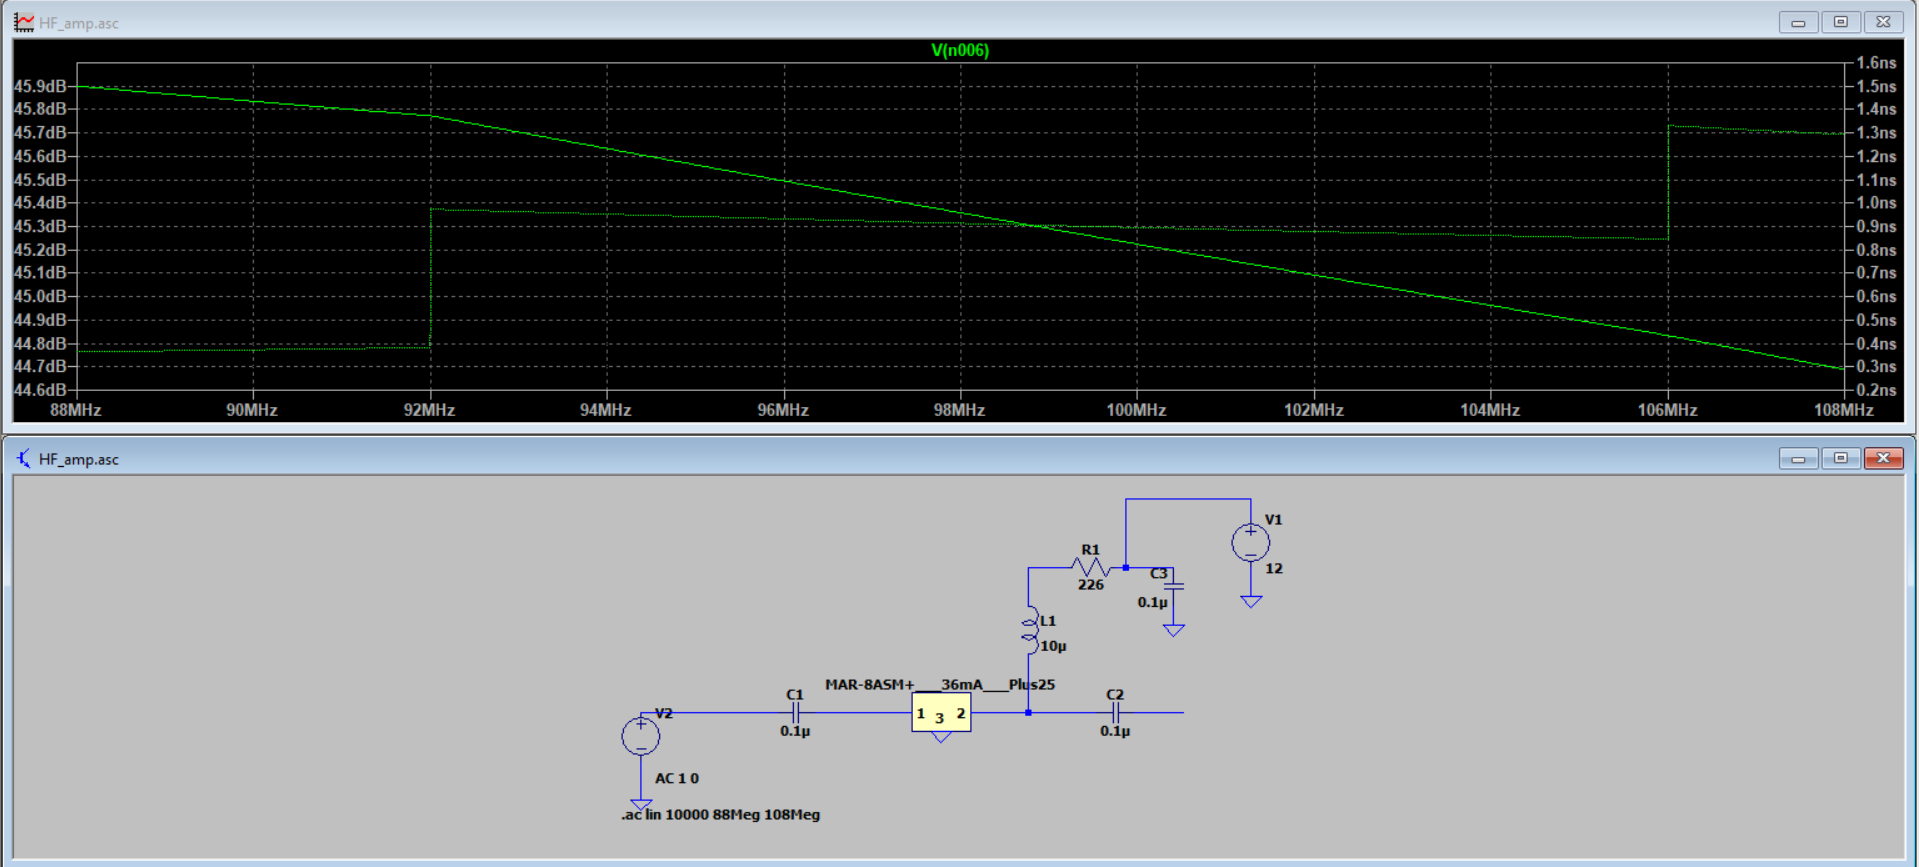 HF_amp.asc
V(n006)
45.9dB
45.8dB
45.7dB
45.6dB
45.5dB
45.4dB
45.3dB
45.2dB
45.1dB
45.0dB
44.9dB
44.8dB
44.7dB
44.6dB
1.6ns
1.5ns
1.4ns
1.3ns
1.2ns
1.1ns
1.0ns
0.9ns
0.8ns
0.7ns
0.6ns
0.5ns
0.4ns
0.3ns
0.2ns
88MHz 90MHz 92MHz 94MHz 96MHz 98MHz 100MHz 102MHz 104MHz 106MHz 108MHz
HF_amp.asc
V1
12
R1
226
C3
0.1µ
L1
10µ
MAR-8ASM+___36mA___Plus25
C1
0.1µ
1 3 2
C2
0.1µ
V2
AC 1 0
.ac lin 10000 88Meg 108Meg